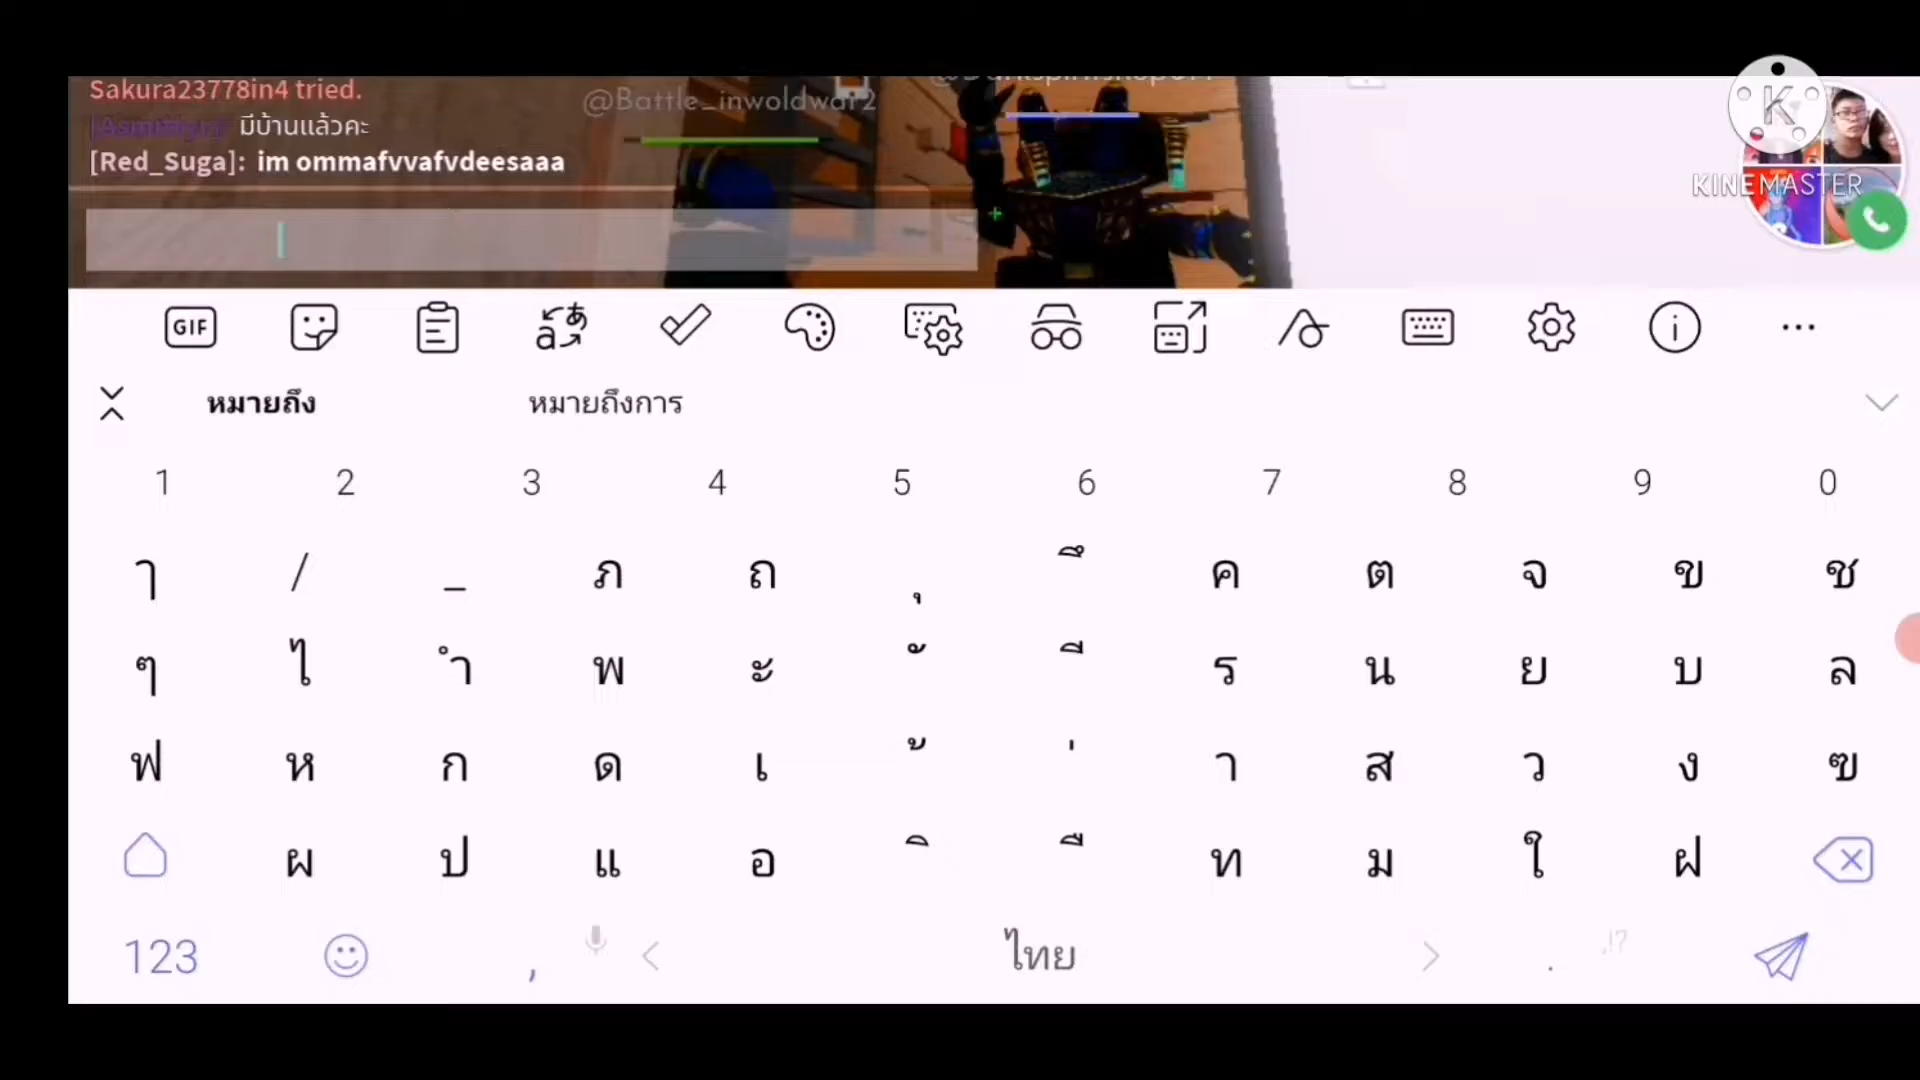 Sakura23778in4 tried.
มีบ้านแล้วคะ
[Red_Suga]: im ommafvvafvdeesaaa
@Battle_inwoldwar2
KINEMASTER
GIF
หมายถึง หมายถึงการ
1 2 3 4 5 6 7 8 9 0
ๅ / _ ภ ถ ุ ึ ค ต จ ข ช
ๆ ไ ำ พ ะ ั ี ร น ย บ ล
ฟ ห ก ด เ ้ ่ า ส ว ง ฃ
ผ ป แ อ ิ ื ท ม ใ ฝ
123 , < ไทย > . .!?